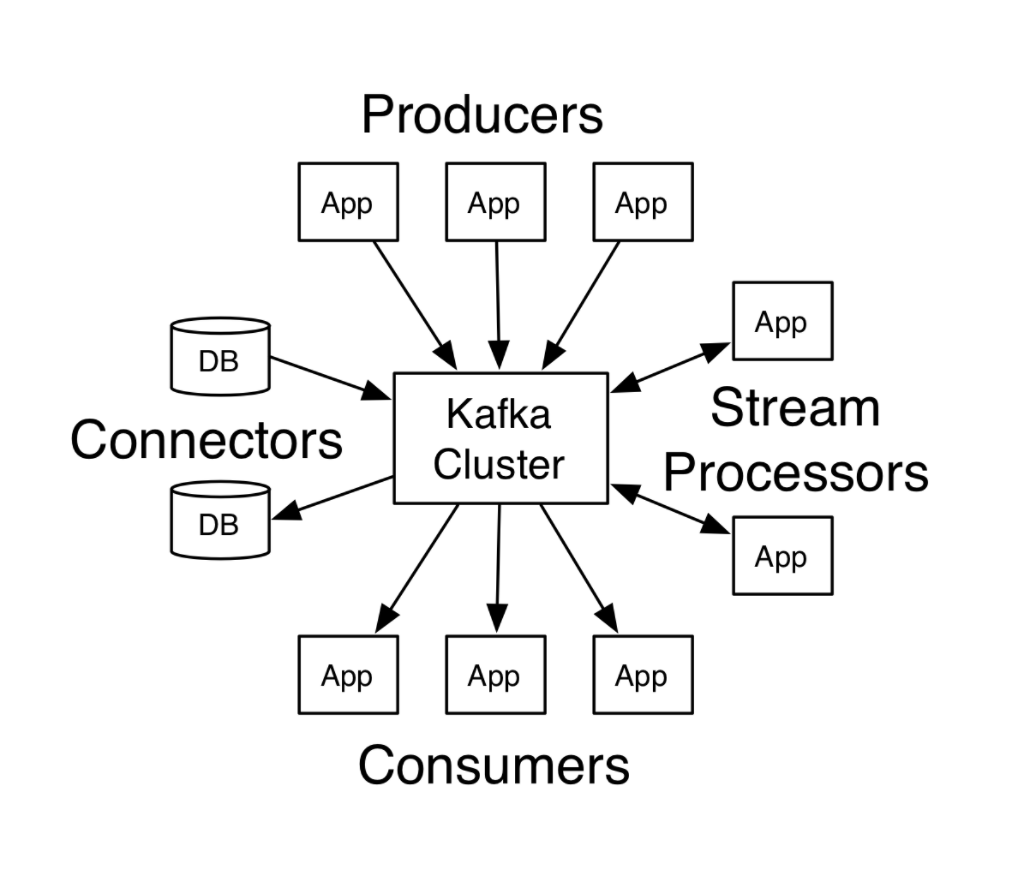 Producers
App
App
App
App
DB
Kafka
Cluster
Stream
Processors
Connectors
DB
App
App
App
App
Consumers